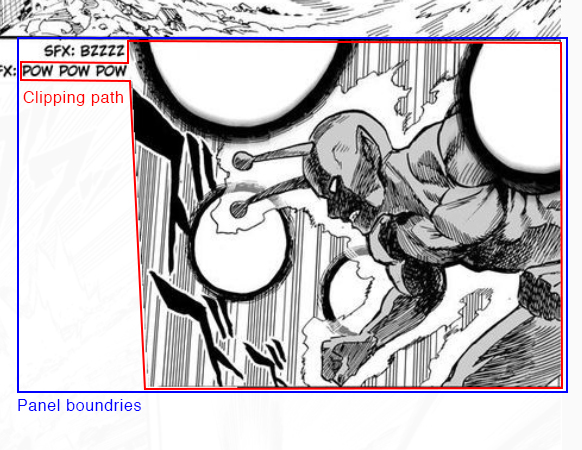 SFX: BZZZZ
FX: POW POW POW
Clipping path
Panel boundries